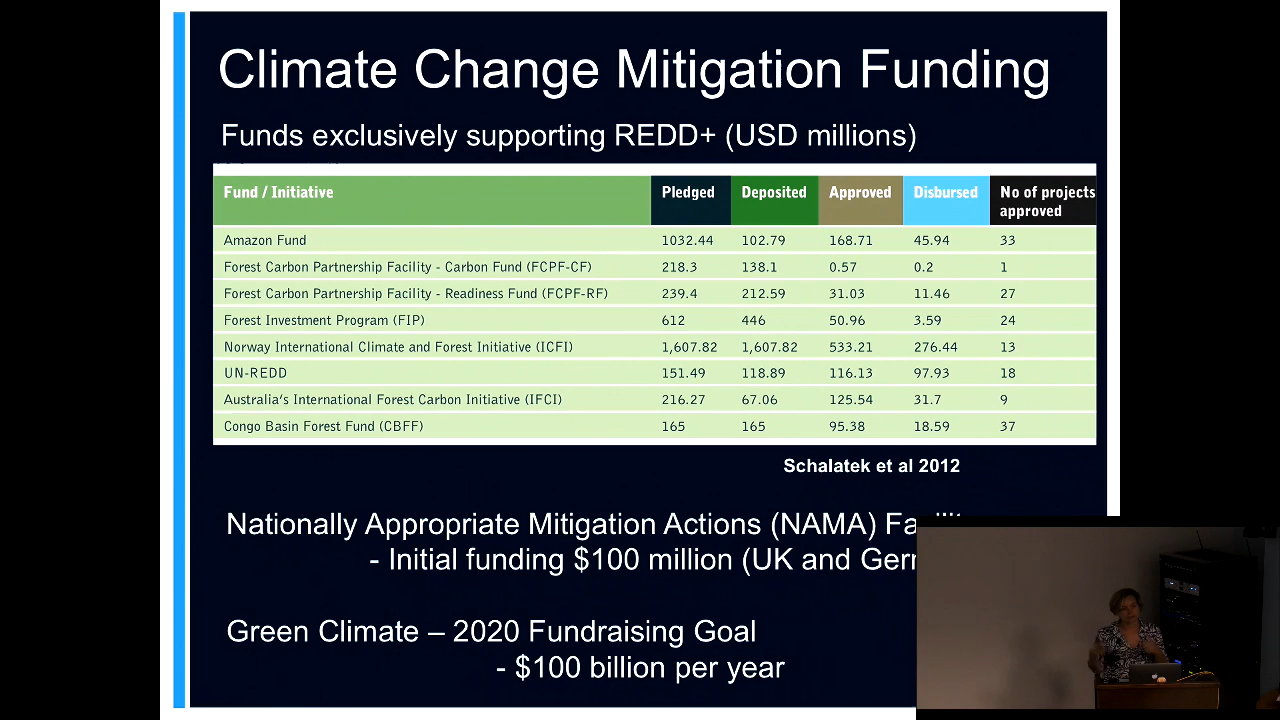 Climate Change Mitigation Funding
Funds exclusively supporting REDD+ (USD millions)
Fund / Initiative Pledged Deposited Approved Disbursed No of projects approved
Amazon Fund 1032.44 102.79 168.71 45.94 33
Forest Carbon Partnership Facility - Carbon Fund (FCPF-CF) 218.3 138.1 0.57 0.2 1
Forest Carbon Partnership Facility - Readiness Fund (FCPF-RF) 239.4 212.59 31.03 11.46 27
Forest Investment Program (FIP) 612 446 50.96 3.59 24
Norway International Climate and Forest Initiative (ICFI) 1,607.82 1,607.82 533.21 276.44 13
UN-REDD 151.49 118.89 116.13 97.93 18
Australia's International Forest Carbon Initiative (IFCI) 216.27 67.06 125.54 31.7 9
Congo Basin Forest Fund (CBFF) 165 165 95.38 18.59 37
Schalatek et al 2012
Nationally Appropriate Mitigation Actions (NAMA)
- Initial funding $100 million (UK and
Green Climate – 2020 Fundraising Goal
- $100 billion per year